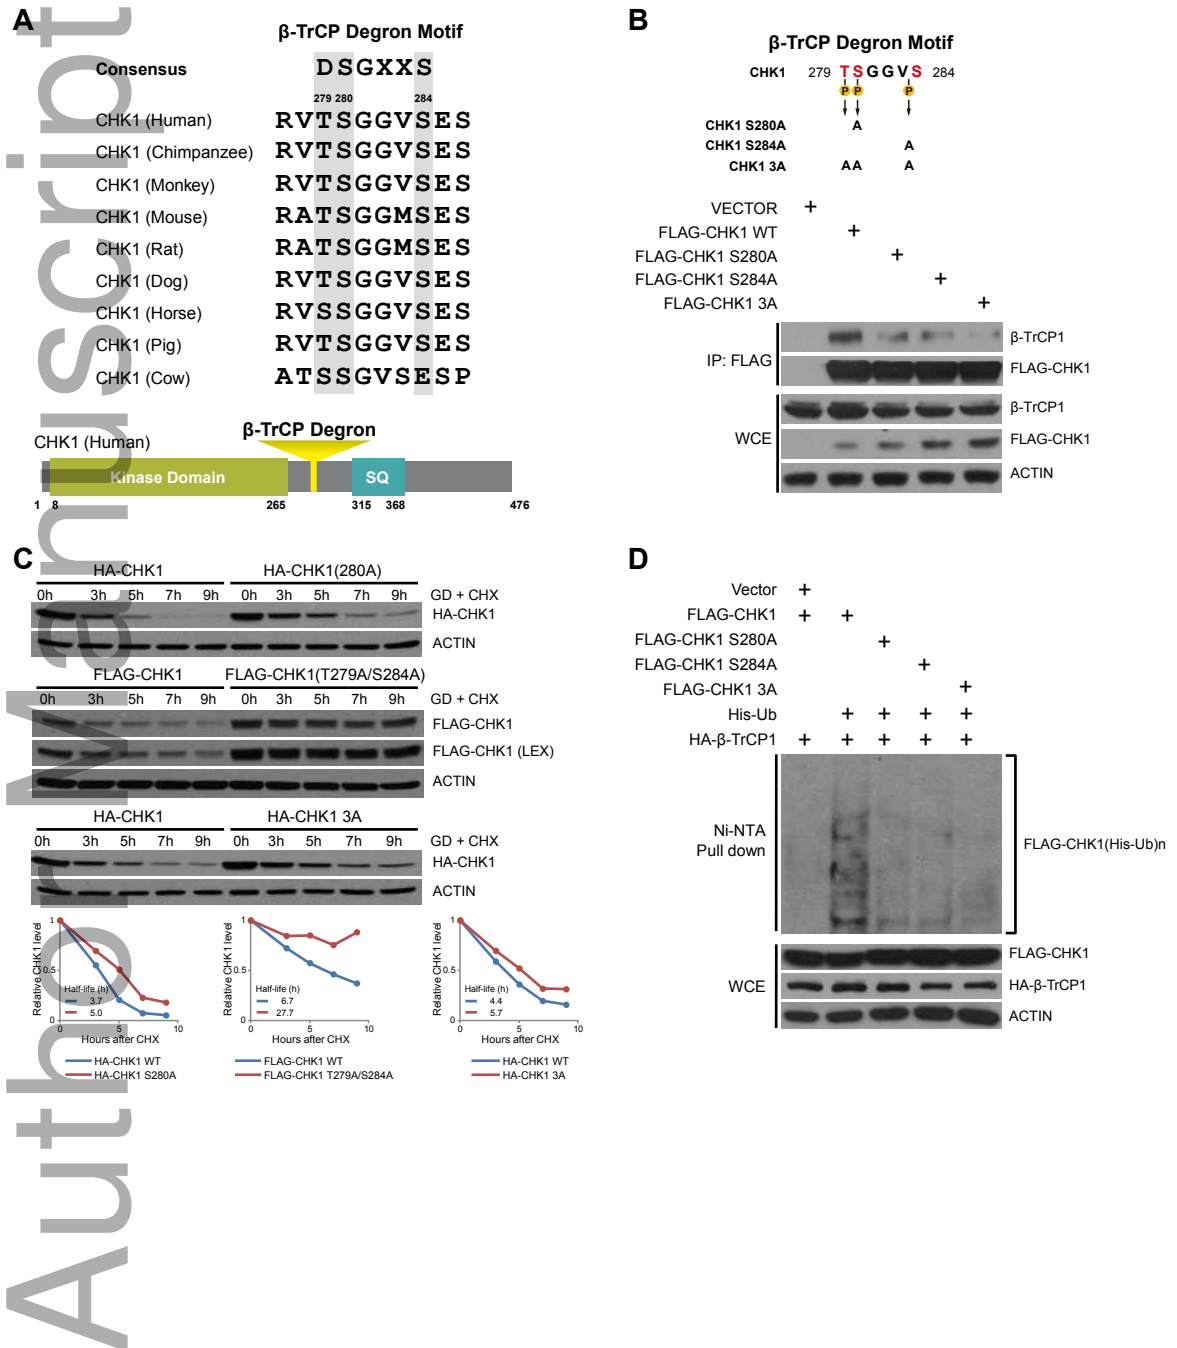 Author Manuscript
A
β-TrCP Degron Motif
Consensus DSGXXS
279 280 284
CHK1 (Human) RVTSGGVSES
CHK1 (Chimpanzee) RVTSGGVSES
CHK1 (Monkey) RVTSGGVSES
CHK1 (Mouse) RATSGGMSES
CHK1 (Rat) RATSGGMSES
CHK1 (Dog) RVTSGGVSES
CHK1 (Horse) RVSSGGVSES
CHK1 (Pig) RVTSGGVSES
CHK1 (Cow) ATSSGVSESP
CHK1 (Human) β-TrCP Degron
Kinase Domain SQ
1 8 265 315 368 476
B
β-TrCP Degron Motif
CHK1 279 TSGGVS 284
P P P
CHK1 S280A A
CHK1 S284A A
CHK1 3A AA A
VECTOR +
FLAG-CHK1 WT +
FLAG-CHK1 S280A +
FLAG-CHK1 S284A +
FLAG-CHK1 3A +
IP: FLAG
β-TrCP1
FLAG-CHK1
WCE
β-TrCP1
FLAG-CHK1
ACTIN
C
HA-CHK1 HA-CHK1(280A)
0h 3h 5h 7h 9h 0h 3h 5h 7h 9h GD + CHX
HA-CHK1
ACTIN
FLAG-CHK1 FLAG-CHK1(T279A/S284A)
0h 3h 5h 7h 9h 0h 3h 5h 7h 9h GD + CHX
FLAG-CHK1
FLAG-CHK1 (LEX)
ACTIN
HA-CHK1 HA-CHK1 3A
0h 3h 5h 7h 9h 0h 3h 5h 7h 9h GD + CHX
HA-CHK1
ACTIN
Relative CHK1 level
1
0.5
0
Half-life (h)
3.7
5.0
0 5 10
Hours after CHX
HA-CHK1 WT
HA-CHK1 S280A
Relative CHK1 level
1
0.5
0
Half-life (h)
6.7
27.7
0 5 10
Hours after CHX
FLAG-CHK1 WT
FLAG-CHK1 T279A/S284A
Relative CHK1 level
1
0.5
0
Half-life (h)
4.4
5.7
0 5 10
Hours after CHX
HA-CHK1 WT
HA-CHK1 3A
D
Vector +
FLAG-CHK1 + +
FLAG-CHK1 S280A +
FLAG-CHK1 S284A +
FLAG-CHK1 3A +
His-Ub + + + +
HA-β-TrCP1 + + + + +
Ni-NTA
Pull down
FLAG-CHK1(His-Ub)n
WCE
FLAG-CHK1
HA-β-TrCP1
ACTIN